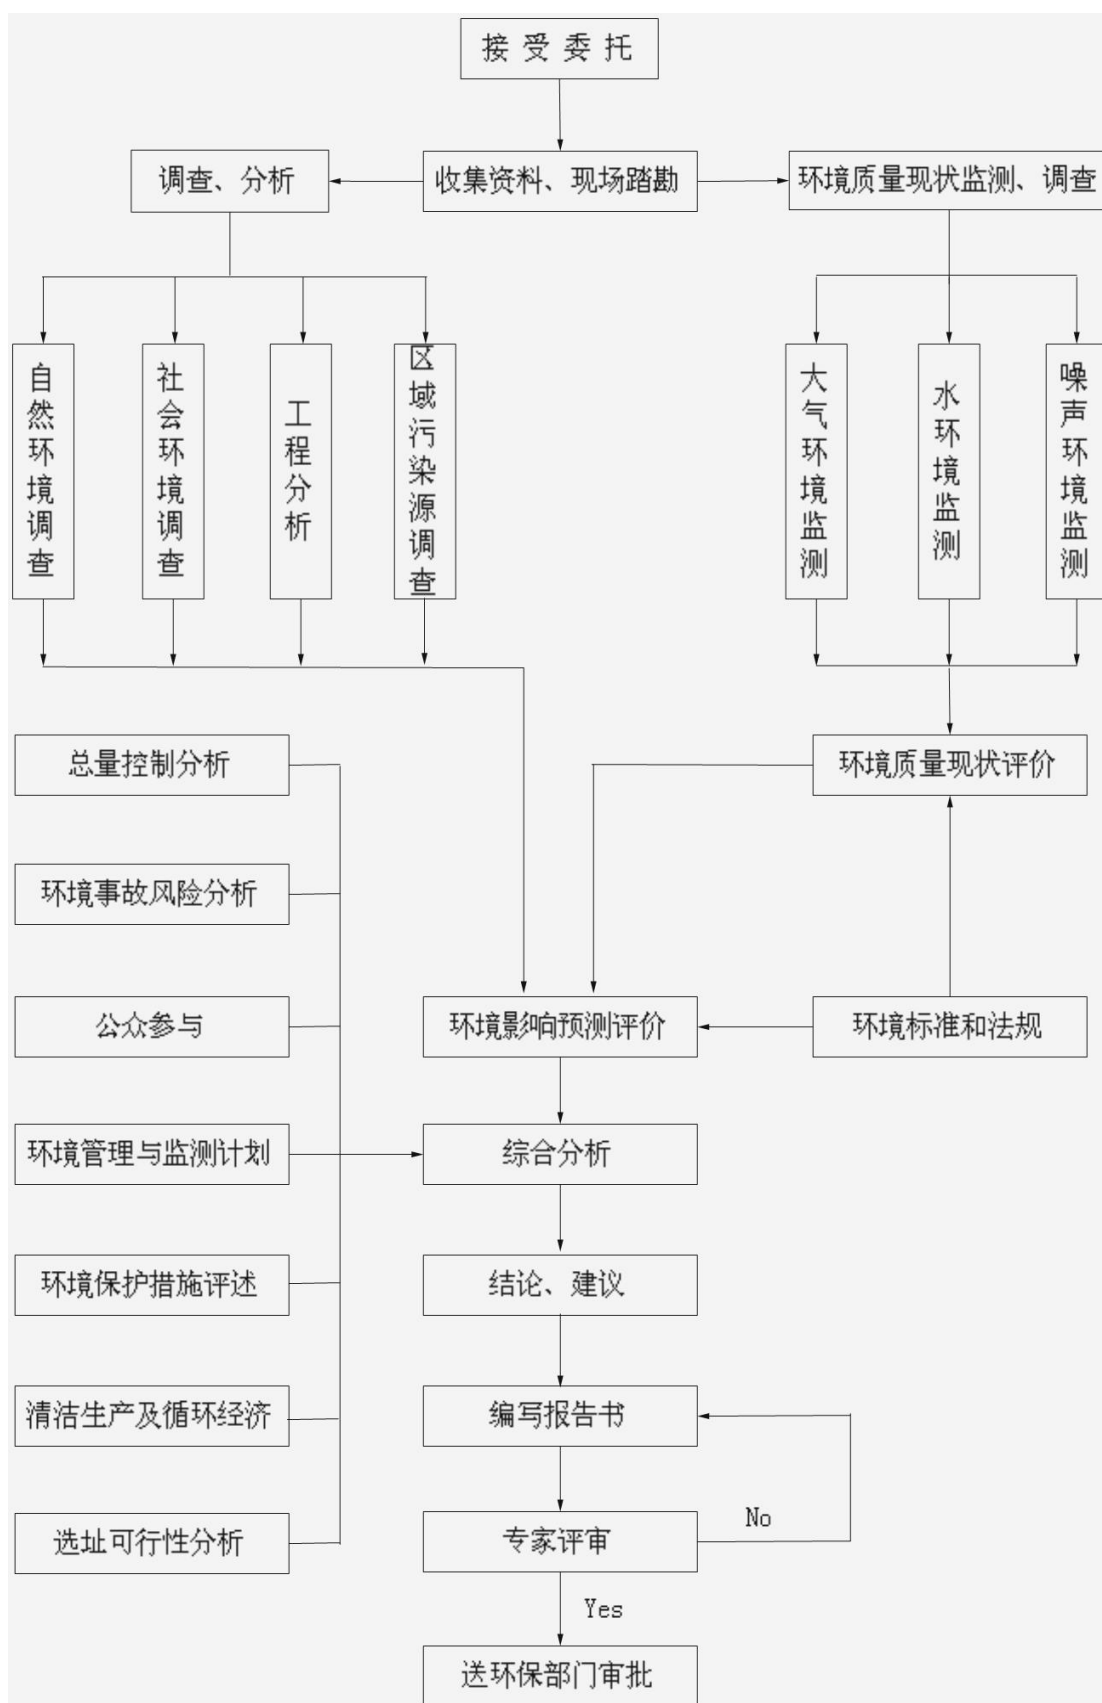 接受委托
调查、分析
收集资料、现场踏勘
环境质量现状监测、调查
自然环境调查
社会环境调查
工程分析
区域污染源调查
大气环境监测
水环境监测
噪声环境监测
总量控制分析
环境质量现状评价
环境事故风险分析
公众参与
环境影响预测评价
环境标准和法规
环境管理与监测计划
综合分析
环境保护措施评述
结论、建议
清洁生产及循环经济
编写报告书
No
选址可行性分析
专家评审
Yes
送环保部门审批